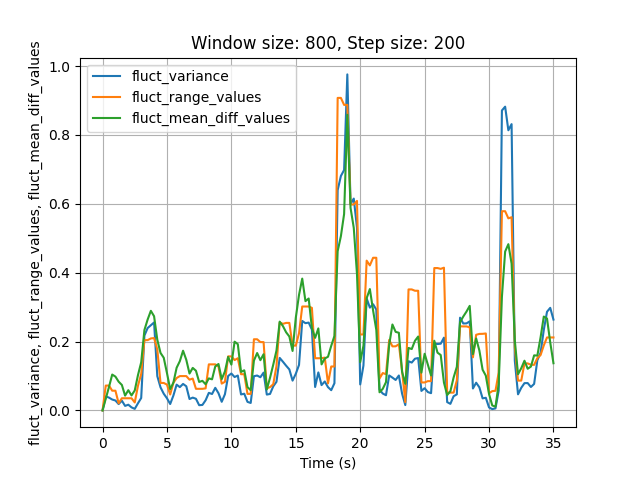 Window size: 800, Step size: 200
fluct_variance, fluct_range_values, fluct_mean_diff_values
1.0
0.8
0.6
0.4
0.2
0.0
fluct_variance
fluct_range_values
fluct_mean_diff_values
0 5 10 15 20 25 30 35
Time (s)